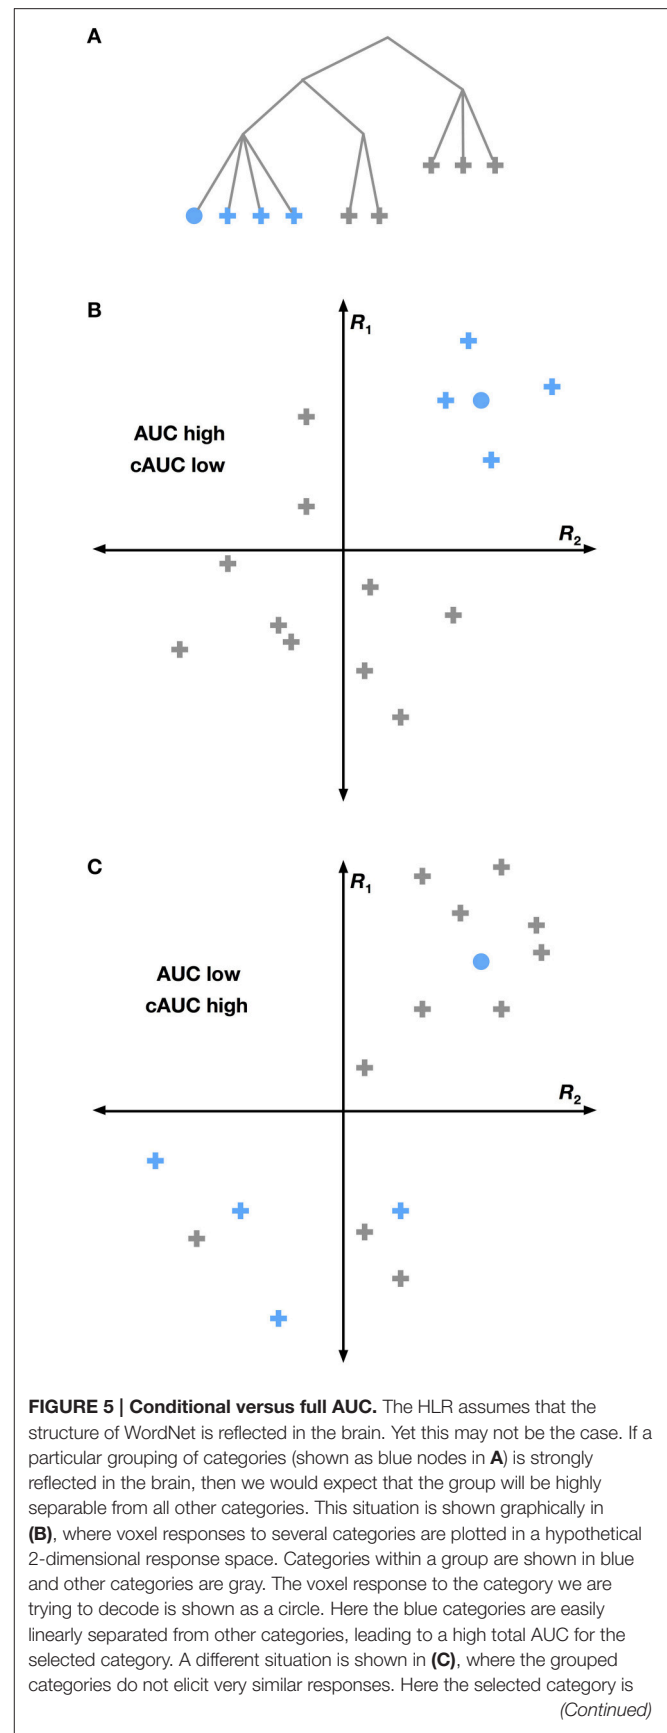 A
B
R1
AUC high
cAUC low
R2
C
R1
AUC low
cAUC high
R2
FIGURE 5 | Conditional versus full AUC. The HLR assumes that the
structure of WordNet is reflected in the brain. Yet this may not be the case. If a
particular grouping of categories (shown as blue nodes in A) is strongly
reflected in the brain, then we would expect that the group will be highly
separable from all other categories. This situation is shown graphically in
(B), where voxel responses to several categories are plotted in a hypothetical
2-dimensional response space. Categories within a group are shown in blue
and other categories are gray. The voxel response to the category we are
trying to decode is shown as a circle. Here the blue categories are easily
linearly separated from other categories, leading to a high total AUC for the
selected category. A different situation is shown in (C), where the grouped
categories do not elicit very similar responses. Here the selected category is
(Continued)